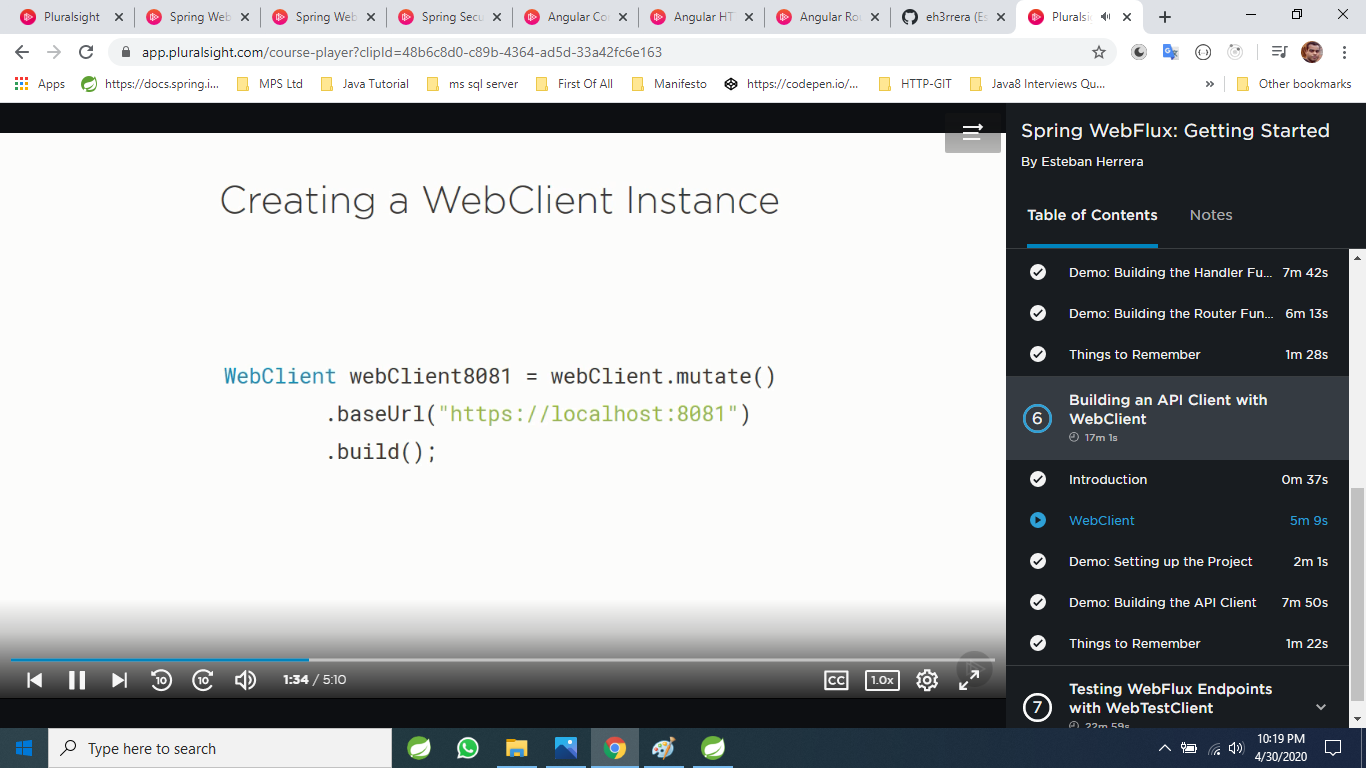 Pluralsight
Spring Web
Spring Web
Spring Secu
Angular Co
Angular HT
Angular Ro
eh3rrera (Es
Pluralsi
app.pluralsight.com/course-player?clipId=48b6c8d0-c89b-4364-ad5d-33a42fc6e163
Apps
https://docs.spring.i...
MPS Ltd
Java Tutorial
ms sql server
First Of All
Manifesto
https://codepen.io/...
HTTP-GIT
Java8 Interviews Qu...
»
Other bookmarks
Creating a WebClient Instance
WebClient webClient8081 = webClient.mutate()
.baseUrl("https://localhost:8081")
.build();
10
10
1:34 / 5:10
CC
1.0x
Spring WebFlux: Getting Started
By Esteban Herrera
Table of Contents
Notes
Demo: Building the Handler Fu... 7m 42s
Demo: Building the Router Fun... 6m 13s
Things to Remember 1m 28s
6
Building an API Client with
WebClient
17m 1s
Introduction 0m 37s
WebClient 5m 9s
Demo: Setting up the Project 2m 1s
Demo: Building the API Client 7m 50s
Things to Remember 1m 22s
7
Testing WebFlux Endpoints
with WebTestClient
22m 59s
Type here to search
10:19 PM
4/30/2020